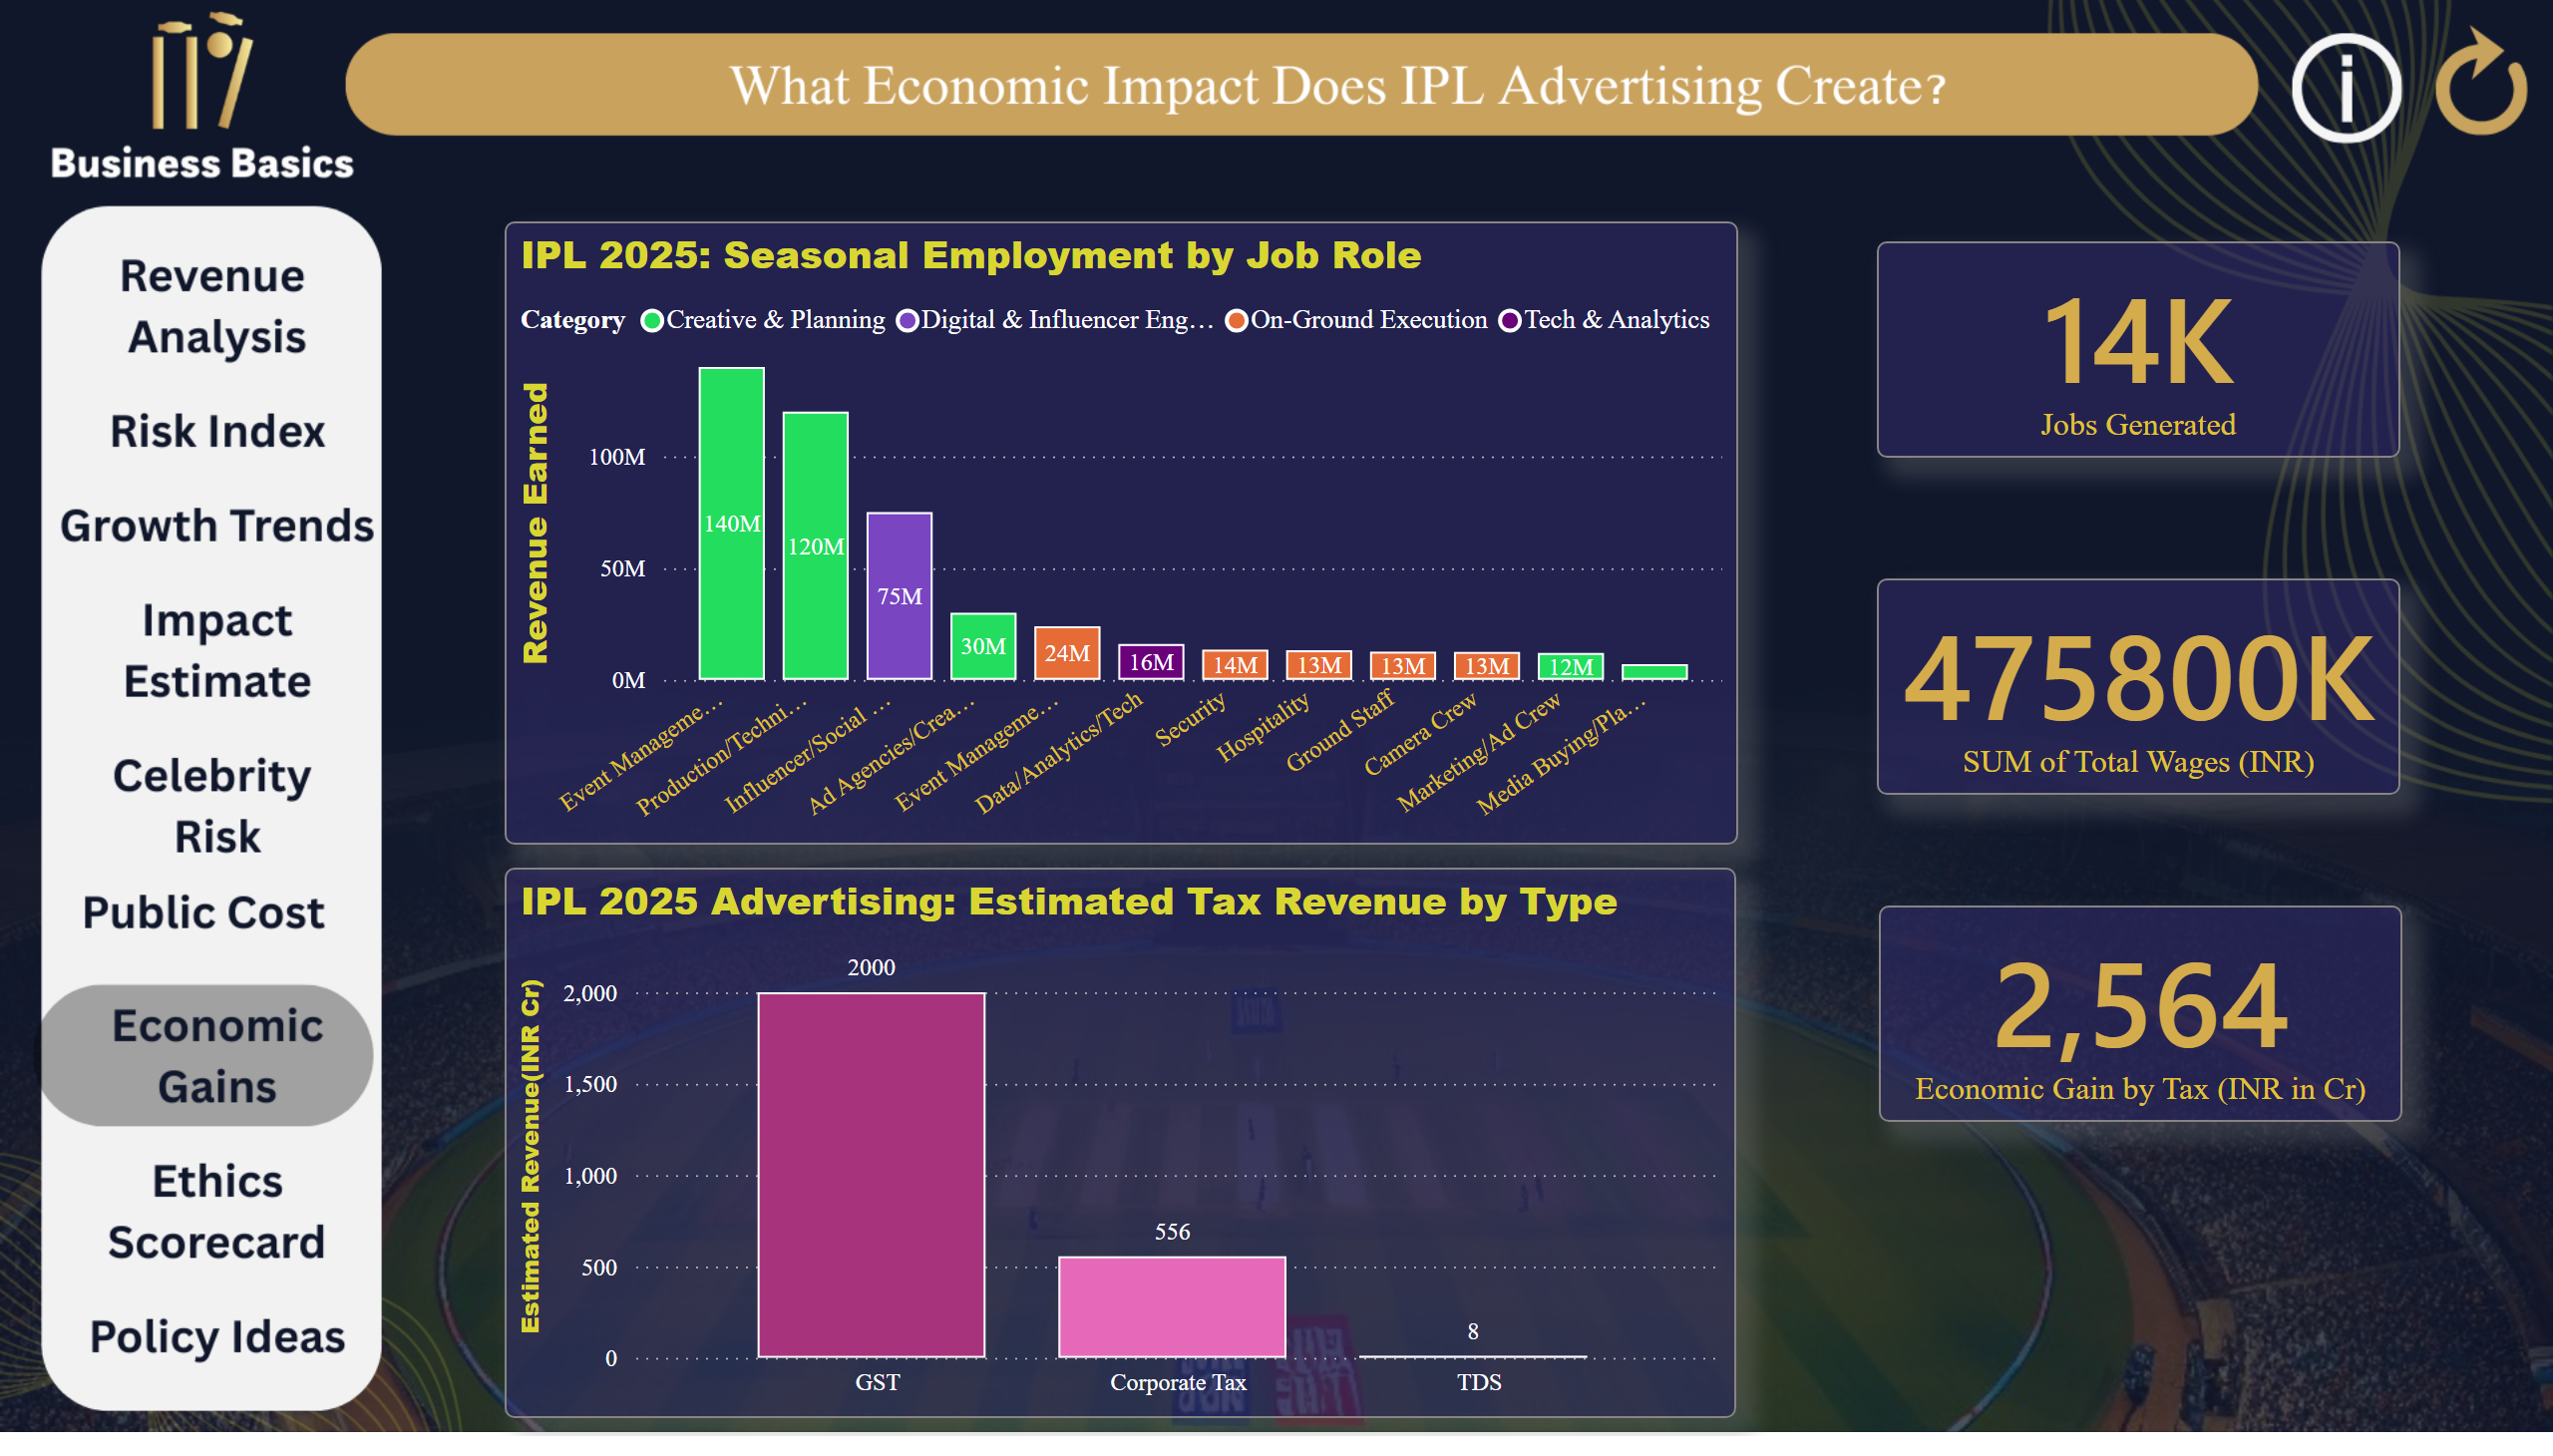 What Economic Impact Does IPL Advertising Create?
Business Basics
Revenue
Analysis
Risk Index
Growth Trends
Impact
Estimate
Celebrity
Risk
Public Cost
Economic
Gains
Ethics
Scorecard
Policy Ideas
IPL 2025: Seasonal Employment by Job Role
Category Creative & Planning Digital & Influencer Eng... On-Ground Execution Tech & Analytics
Revenue Earned
100M
50M
0M
140M
120M
75M
30M
24M
16M
14M
13M
13M
13M
12M
Event Manageme...
Production/Techni...
Influencer/Social ...
Ad Agencies/Crea...
Event Manageme...
Data/Analytics/Tech
Security
Hospitality
Ground Staff
Camera Crew
Marketing/Ad Crew
Media Buying/Pla...
14K
Jobs Generated
475800K
SUM of Total Wages (INR)
2,564
Economic Gain by Tax (INR in Cr)
IPL 2025 Advertising: Estimated Tax Revenue by Type
Estimated Revenue(INR Cr)
2,000
1,500
1,000
500
0
2000
556
8
GST
Corporate Tax
TDS